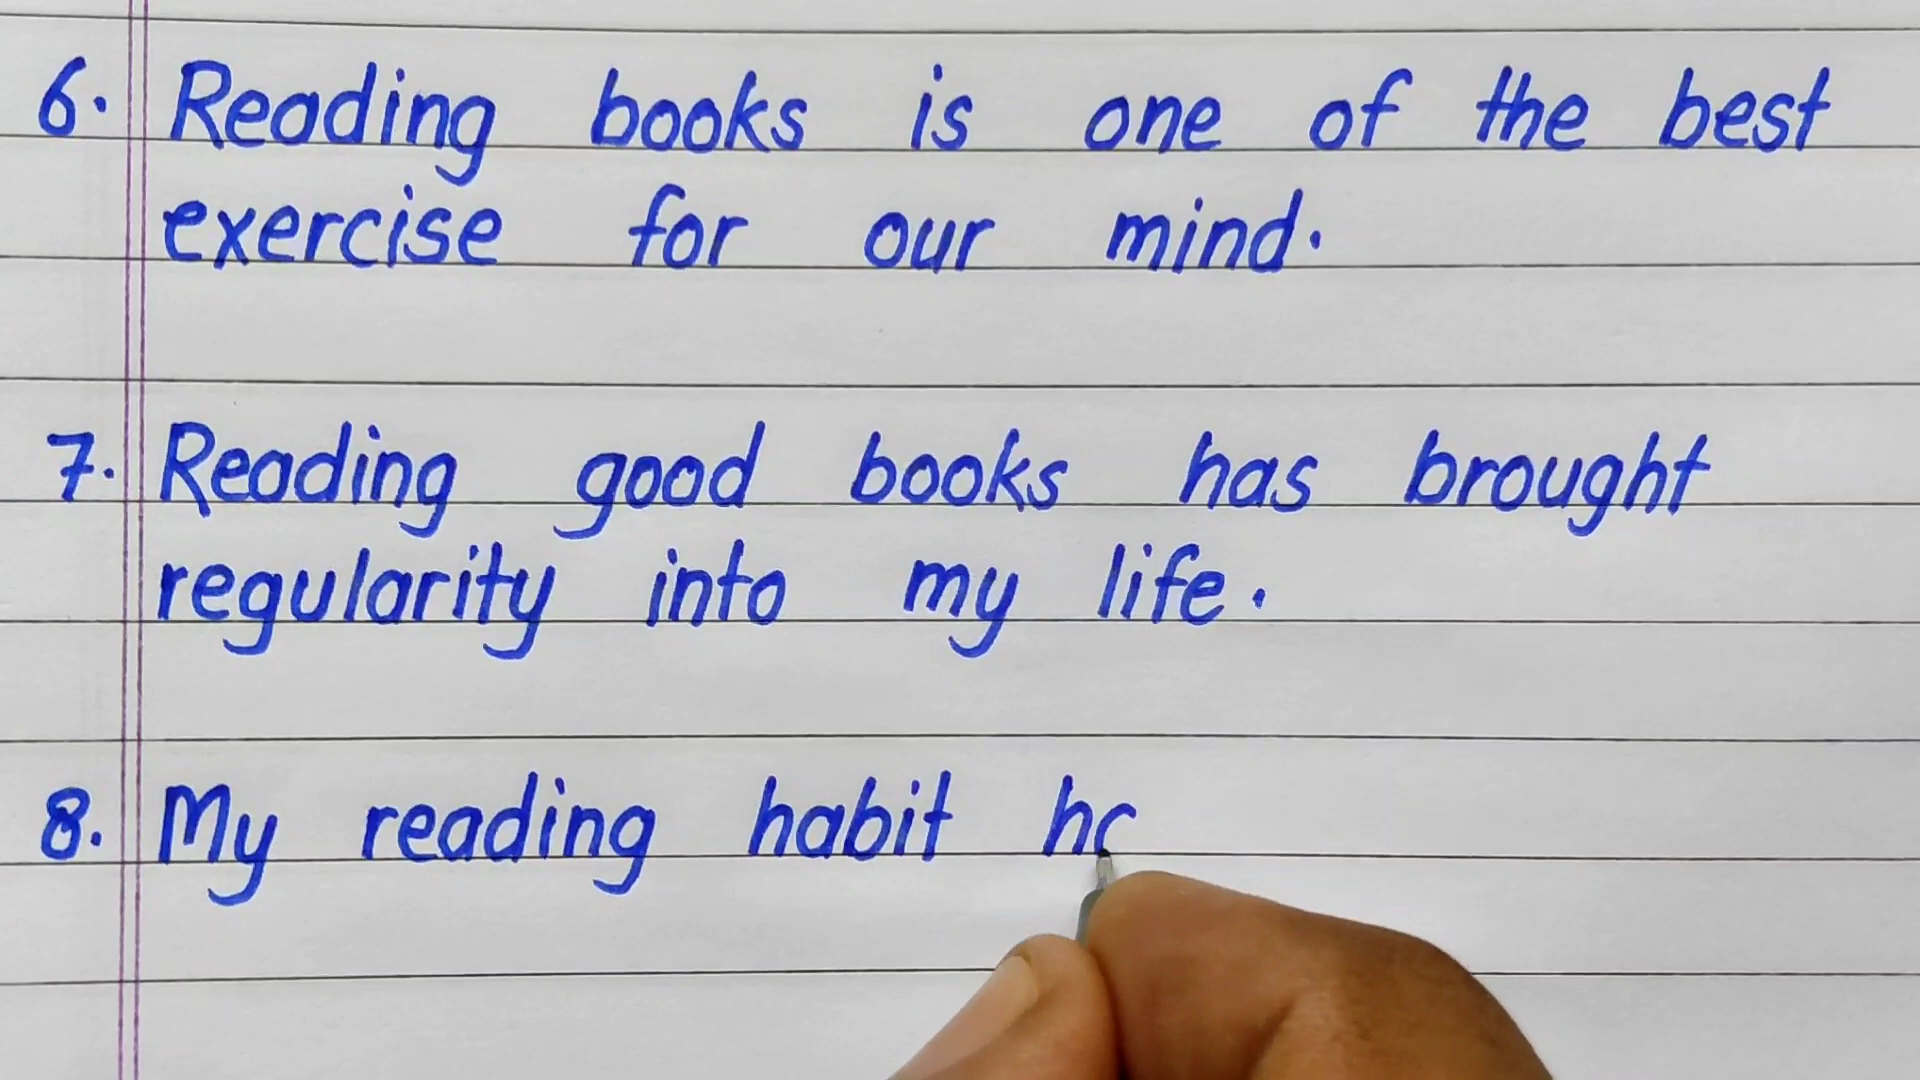 6. Reading books is one of the best
exercise for our mind.
7. Reading good books has brought
regularity into my life.
8. My reading habit